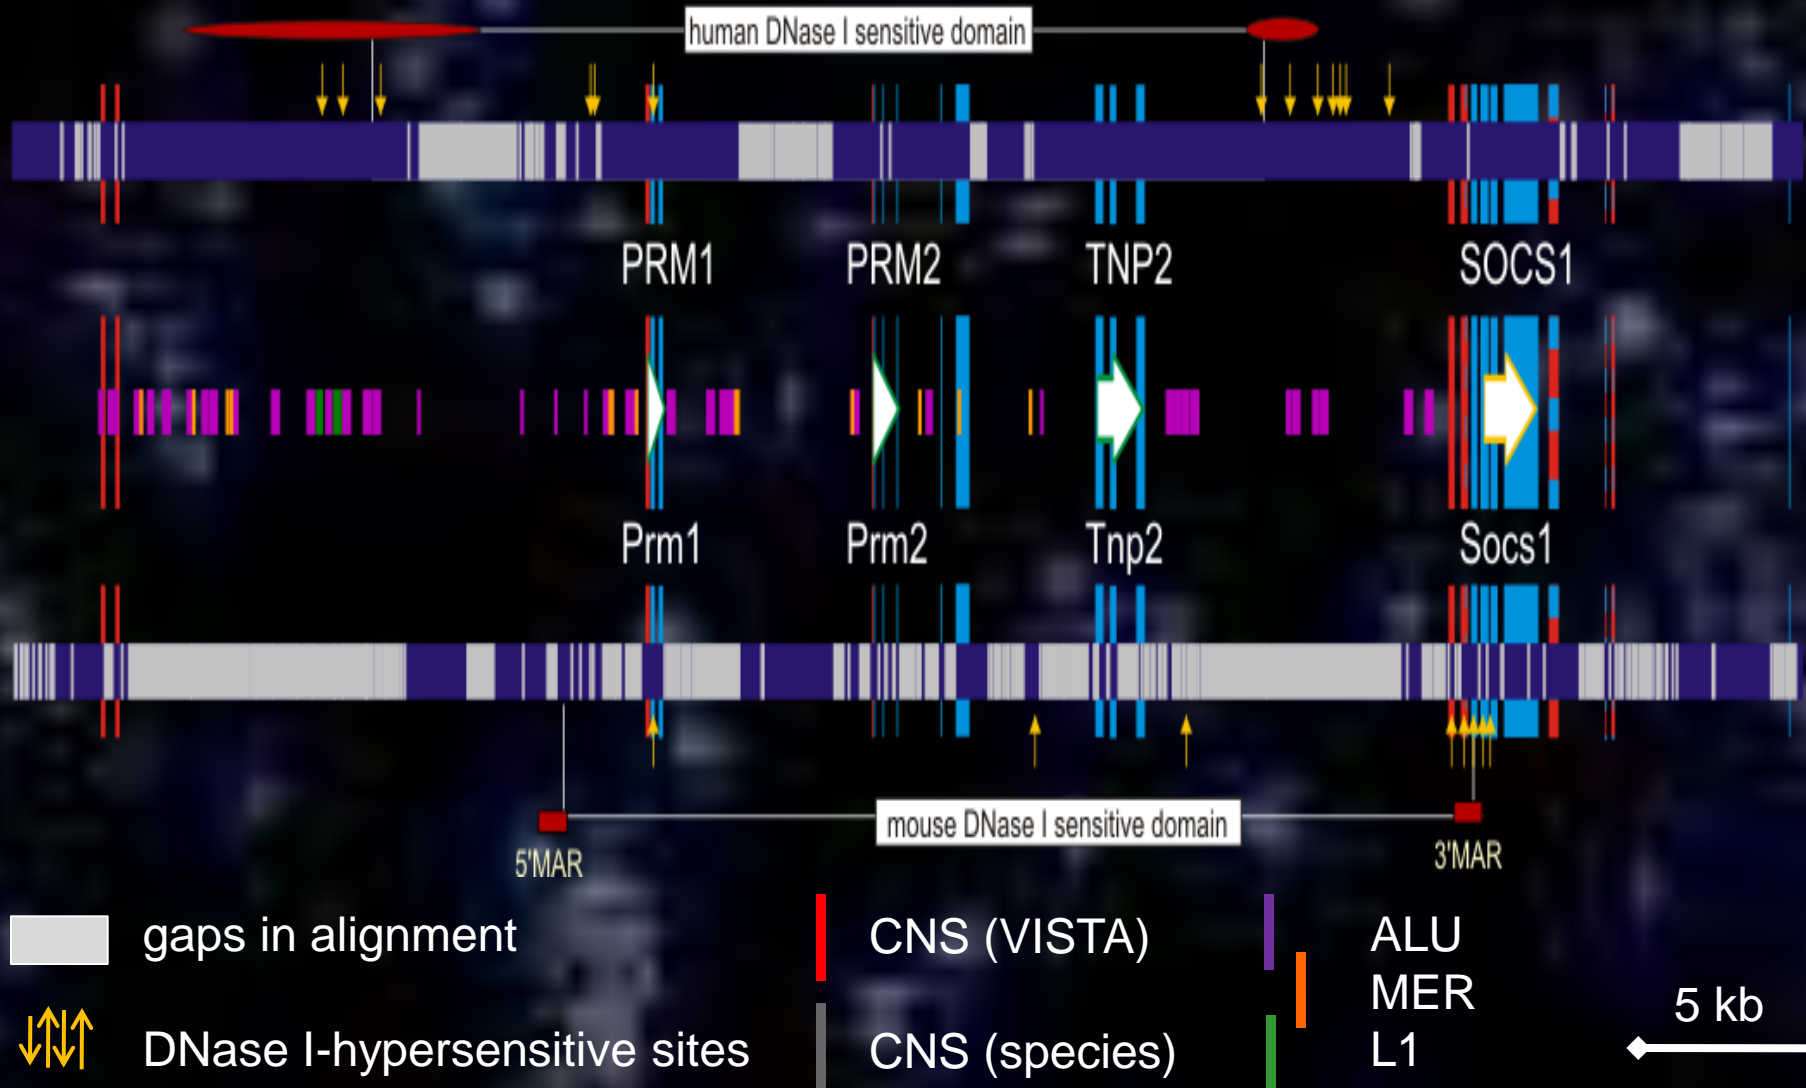 human DNase I sensitive domain
PRM1 PRM2 TNP2 SOCS1
Prm1 Prm2 Tnp2 Socs1
mouse DNase I sensitive domain
5'MAR 3'MAR
gaps in alignment CNS (VISTA) ALU
MER
5 kb
DNase I-hypersensitive sites CNS (species) L1